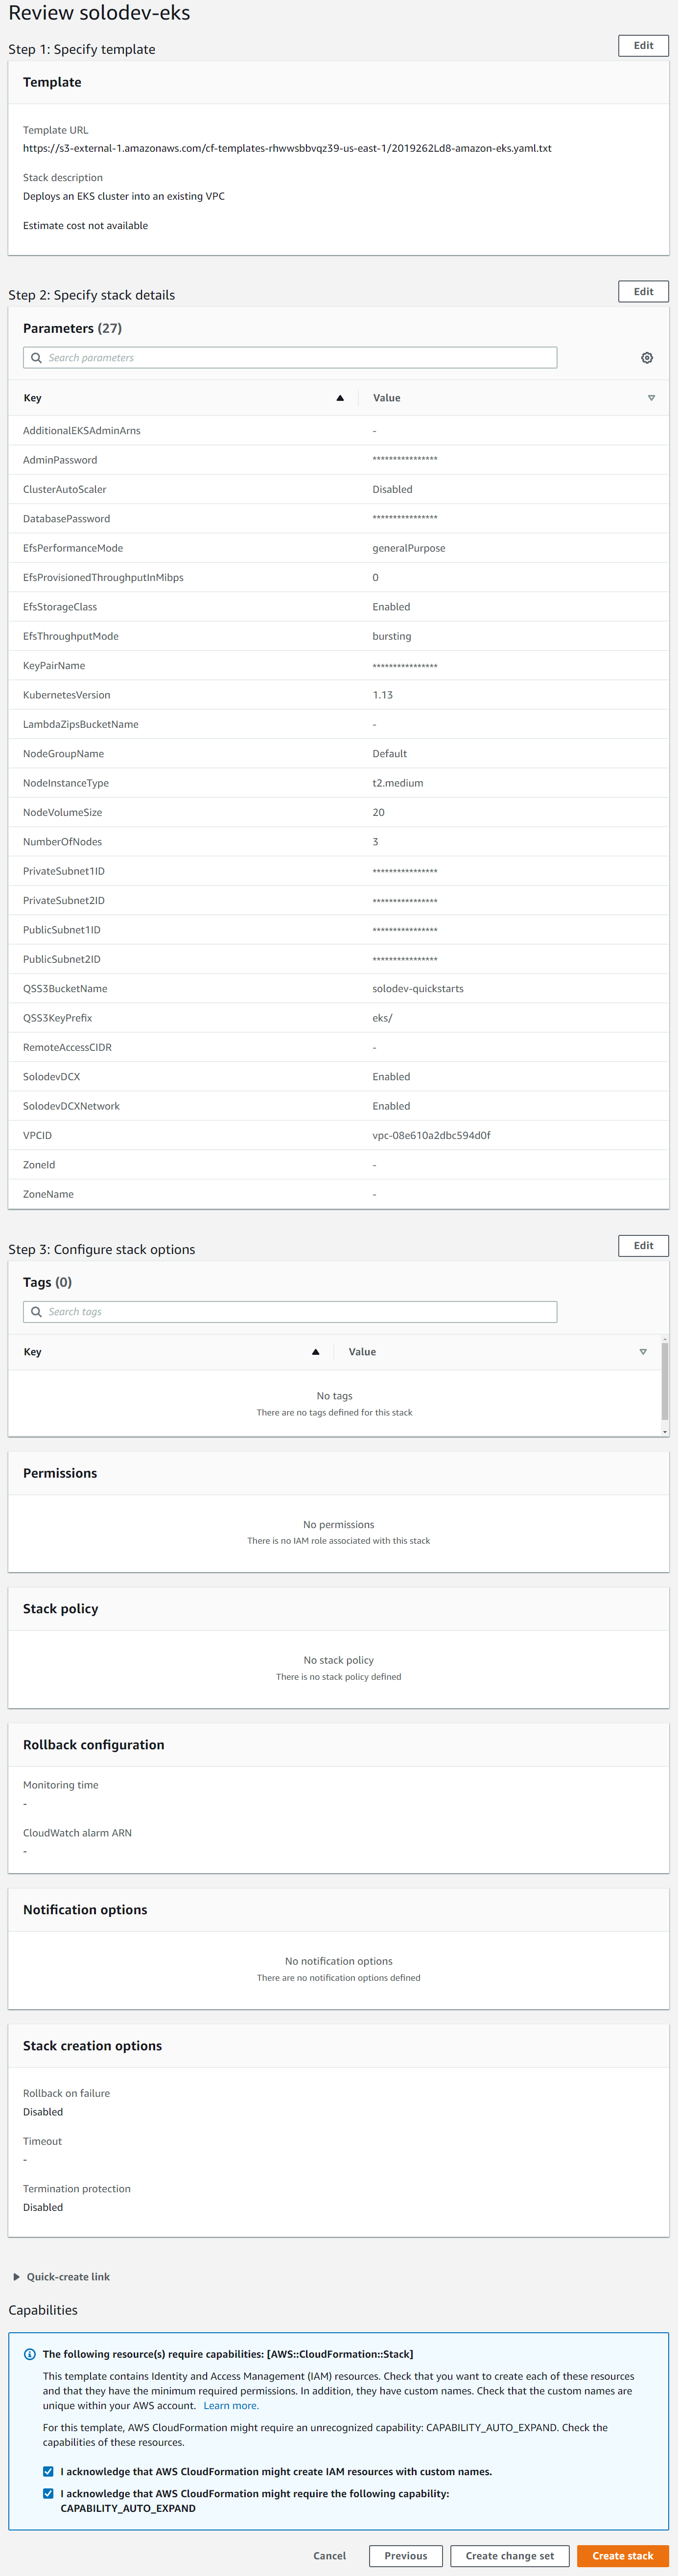 Review solodev-eks
Step 1: Specify template
Edit
Template
Template URL
https://s3-external-1.amazonaws.com/cf-templates-rhwwsbbvqz39-us-east-1/2019262Ld8-amazon-eks.yaml.txt
Stack description
Deploys an EKS cluster into an existing VPC
Estimate cost not available
Step 2: Specify stack details
Edit
Parameters (27)
Search parameters
Key Value
AdditionalEKSAdminArns -
AdminPassword ****************
ClusterAutoScaler Disabled
DatabasePassword ****************
EfsPerformanceMode generalPurpose
EfsProvisionedThroughputInMibps 0
EfsStorageClass Enabled
EfsThroughputMode bursting
KeyPairName ****************
KubernetesVersion 1.13
LambdaZipsBucketName -
NodeGroupName Default
NodeInstanceType t2.medium
NodeVolumeSize 20
NumberOfNodes 3
PrivateSubnet1ID ****************
PrivateSubnet2ID ****************
PublicSubnet1ID ****************
PublicSubnet2ID ****************
QSS3BucketName solodev-quickstarts
QSS3KeyPrefix eks/
RemoteAccessCIDR -
SolodevDCX Enabled
SolodevDCXNetwork Enabled
VPCID vpc-08e610a2dbc594d0f
ZoneId -
ZoneName -
Step 3: Configure stack options
Edit
Tags (0)
Search tags
Key Value
No tags
There are no tags defined for this stack
Permissions
No permissions
There is no IAM role associated with this stack
Stack policy
No stack policy
There is no stack policy defined
Rollback configuration
Monitoring time
-
CloudWatch alarm ARN
-
Notification options
No notification options
There are no notification options defined
Stack creation options
Rollback on failure
Disabled
Timeout
-
Termination protection
Disabled
Quick-create link
Capabilities
The following resource(s) require capabilities: [AWS::CloudFormation::Stack]
This template contains Identity and Access Management (IAM) resources. Check that you want to create each of these resources
and that they have the minimum required permissions. In addition, they have custom names. Check that the custom names are
unique within your AWS account. Learn more.
For this template, AWS CloudFormation might require an unrecognized capability: CAPABILITY_AUTO_EXPAND. Check the
capabilities of these resources.
I acknowledge that AWS CloudFormation might create IAM resources with custom names.
I acknowledge that AWS CloudFormation might require the following capability:
CAPABILITY_AUTO_EXPAND
Cancel Previous Create change set Create stack